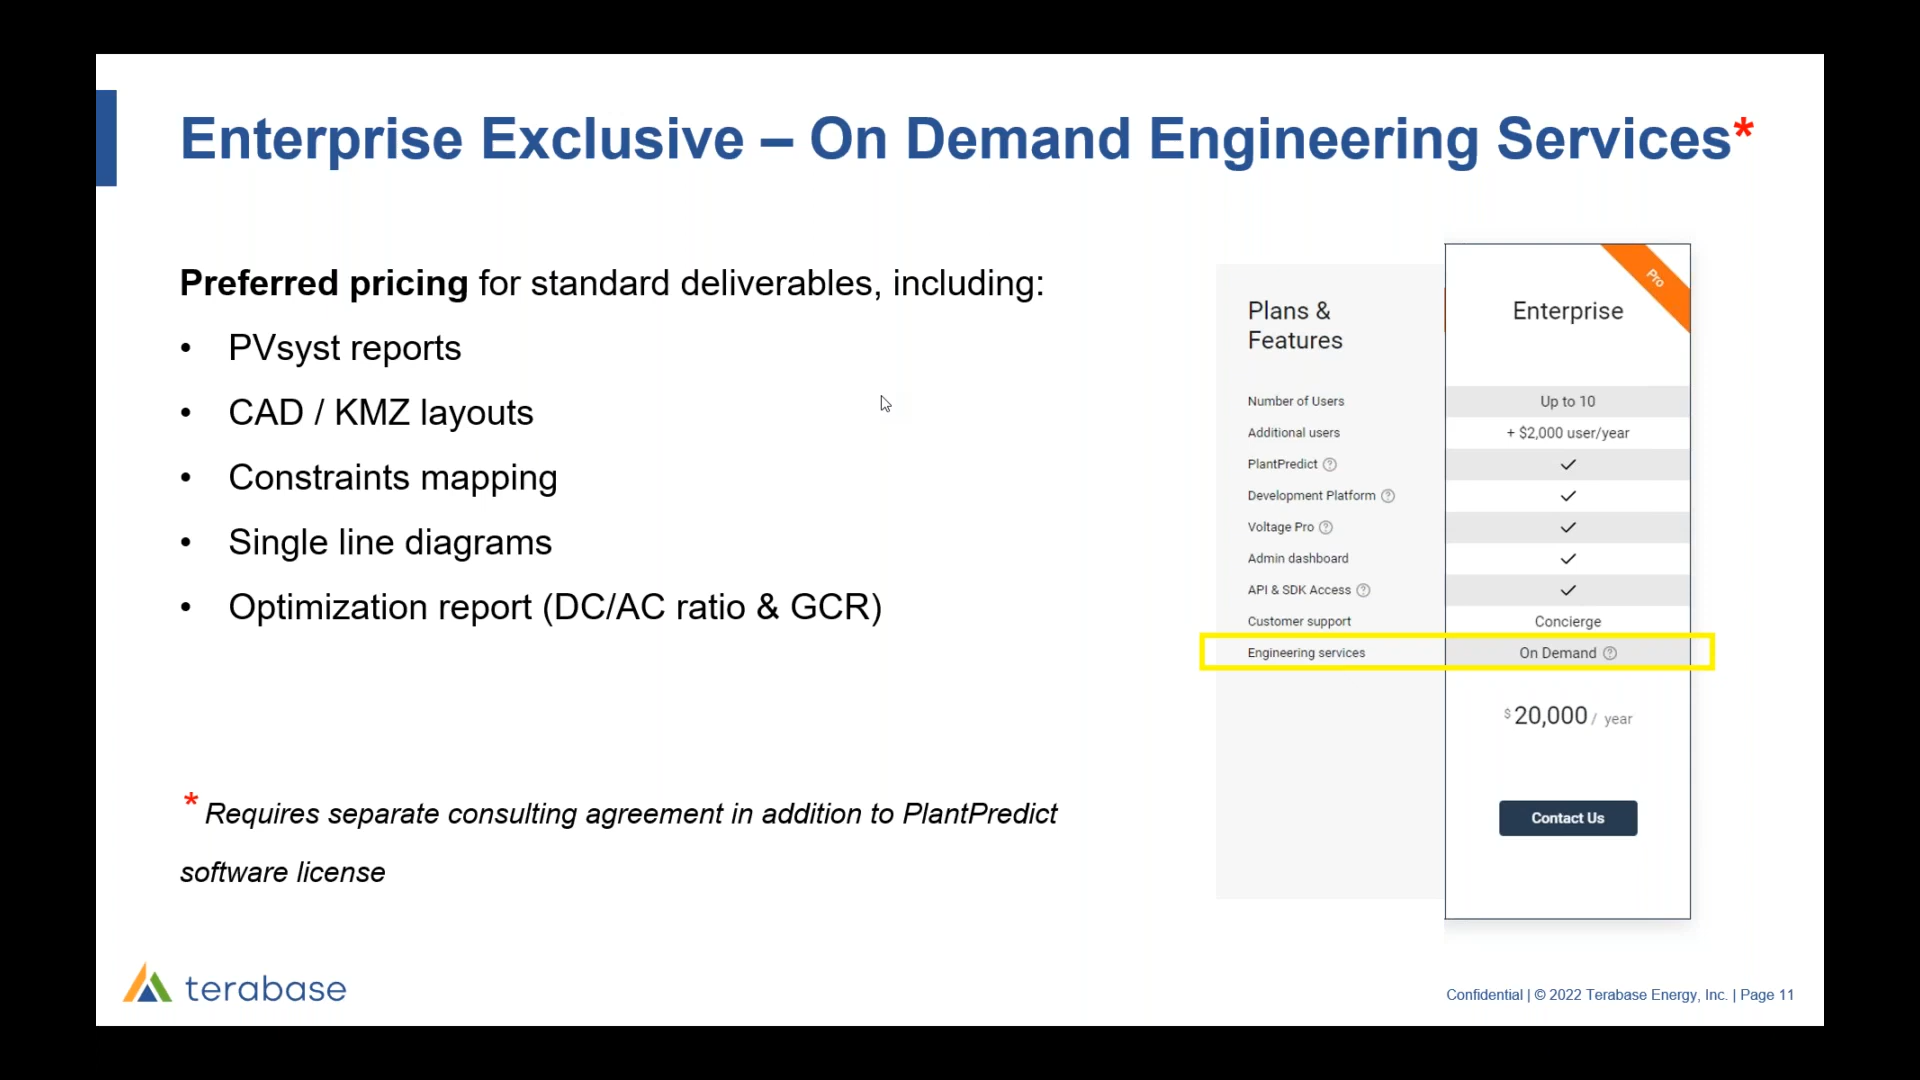 Enterprise Exclusive – On Demand Engineering Services*
Preferred pricing for standard deliverables, including:
• PVsyst reports
• CAD / KMZ layouts
• Constraints mapping
• Single line diagrams
• Optimization report (DC/AC ratio & GCR)
* Requires separate consulting agreement in addition to PlantPredict
software license
Plans &
Features
Pro
Enterprise
Number of Users Up to 10
Additional users + $2,000 user/year
PlantPredict ? ✓
Development Platform ? ✓
Voltage Pro ? ✓
Admin dashboard ✓
API & SDK Access ? ✓
Customer support Concierge
Engineering services On Demand ?
$20,000 / year
Contact Us
terabase
Confidential | © 2022 Terabase Energy, Inc. | Page 11